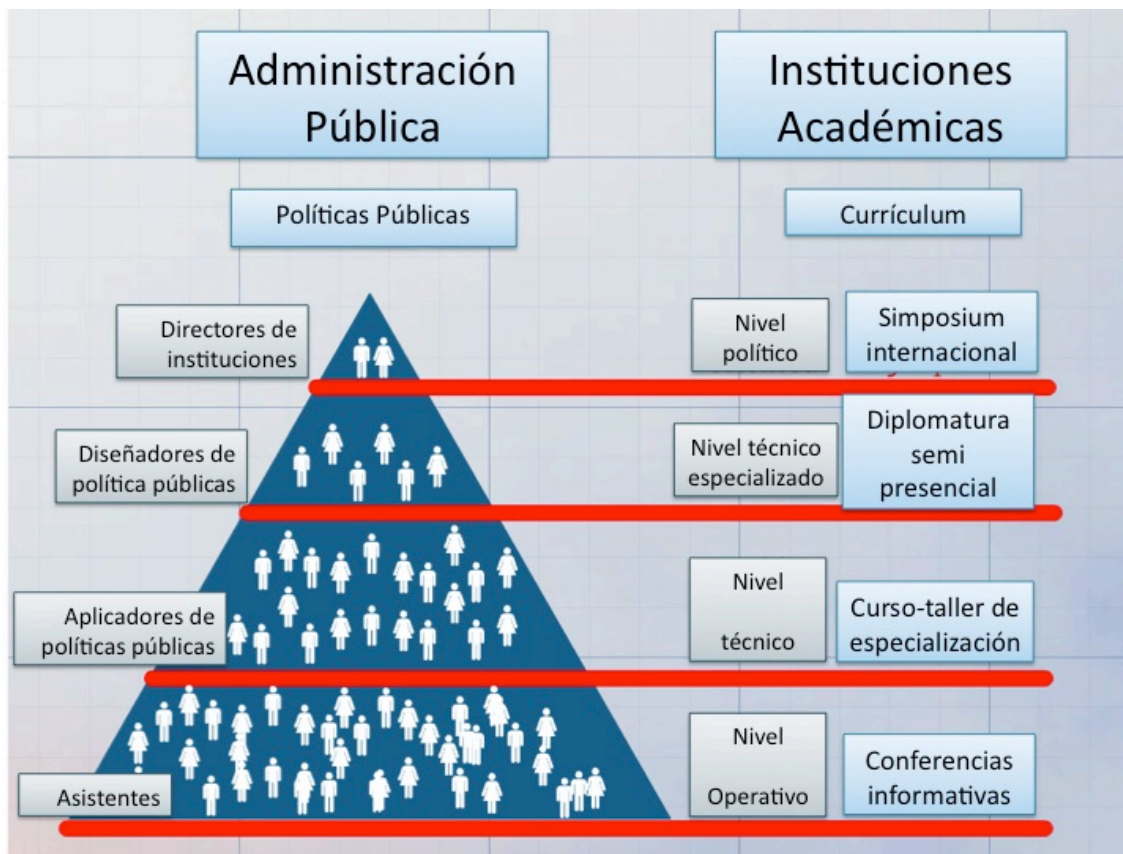 Administración
Pública
Instituciones
Académicas
Políticas Públicas
Currículum
Directores de
instituciones
Nivel
político
Simposium
internacional
Diseñadores de
política públicas
Nivel técnico
especializado
Diplomatura
semi
presencial
Aplicadores de
políticas públicas
Nivel
técnico
Curso-taller de
especialización
Asistentes
Nivel
Operativo
Conferencias
informativas